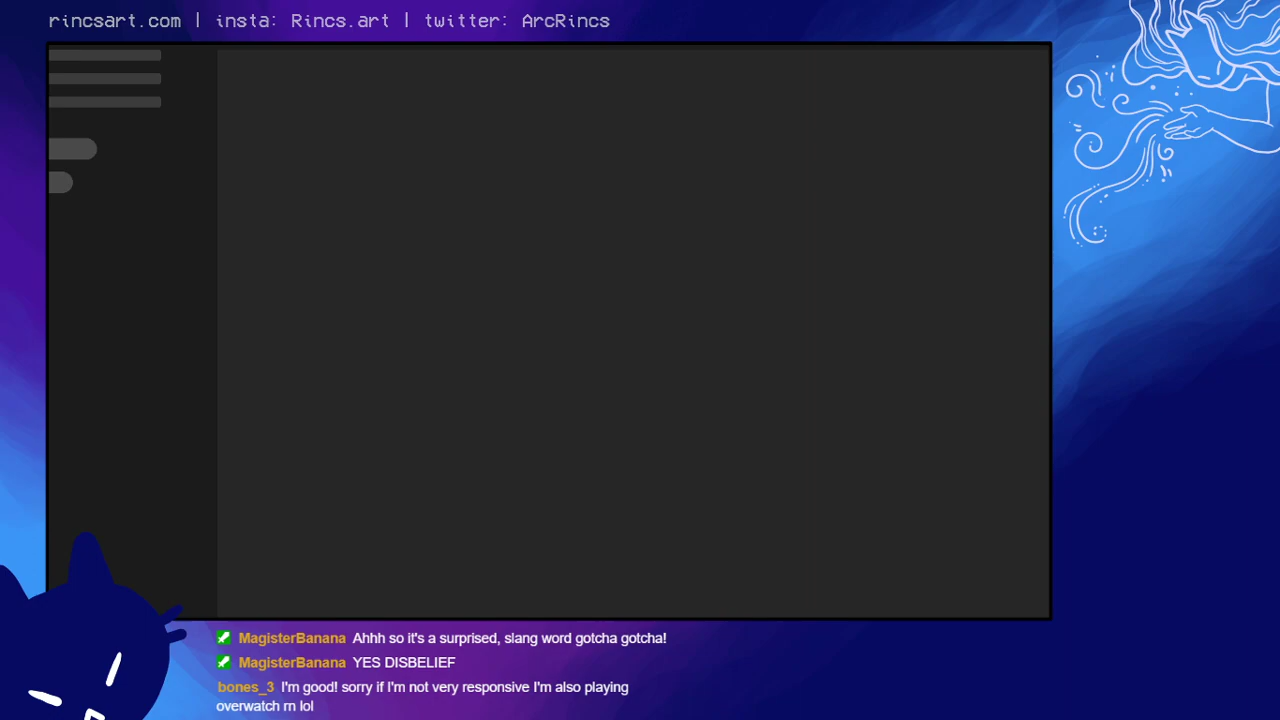 rincsart.com | insta: Rincs.art | twitter: ArcRincs
MagisterBanana Ahhh so it's a surprised, slang word gotcha gotcha!
MagisterBanana YES DISBELIEF
bones_3 I'm good! sorry if I'm not very responsive I'm also playing
overwatch rn lol